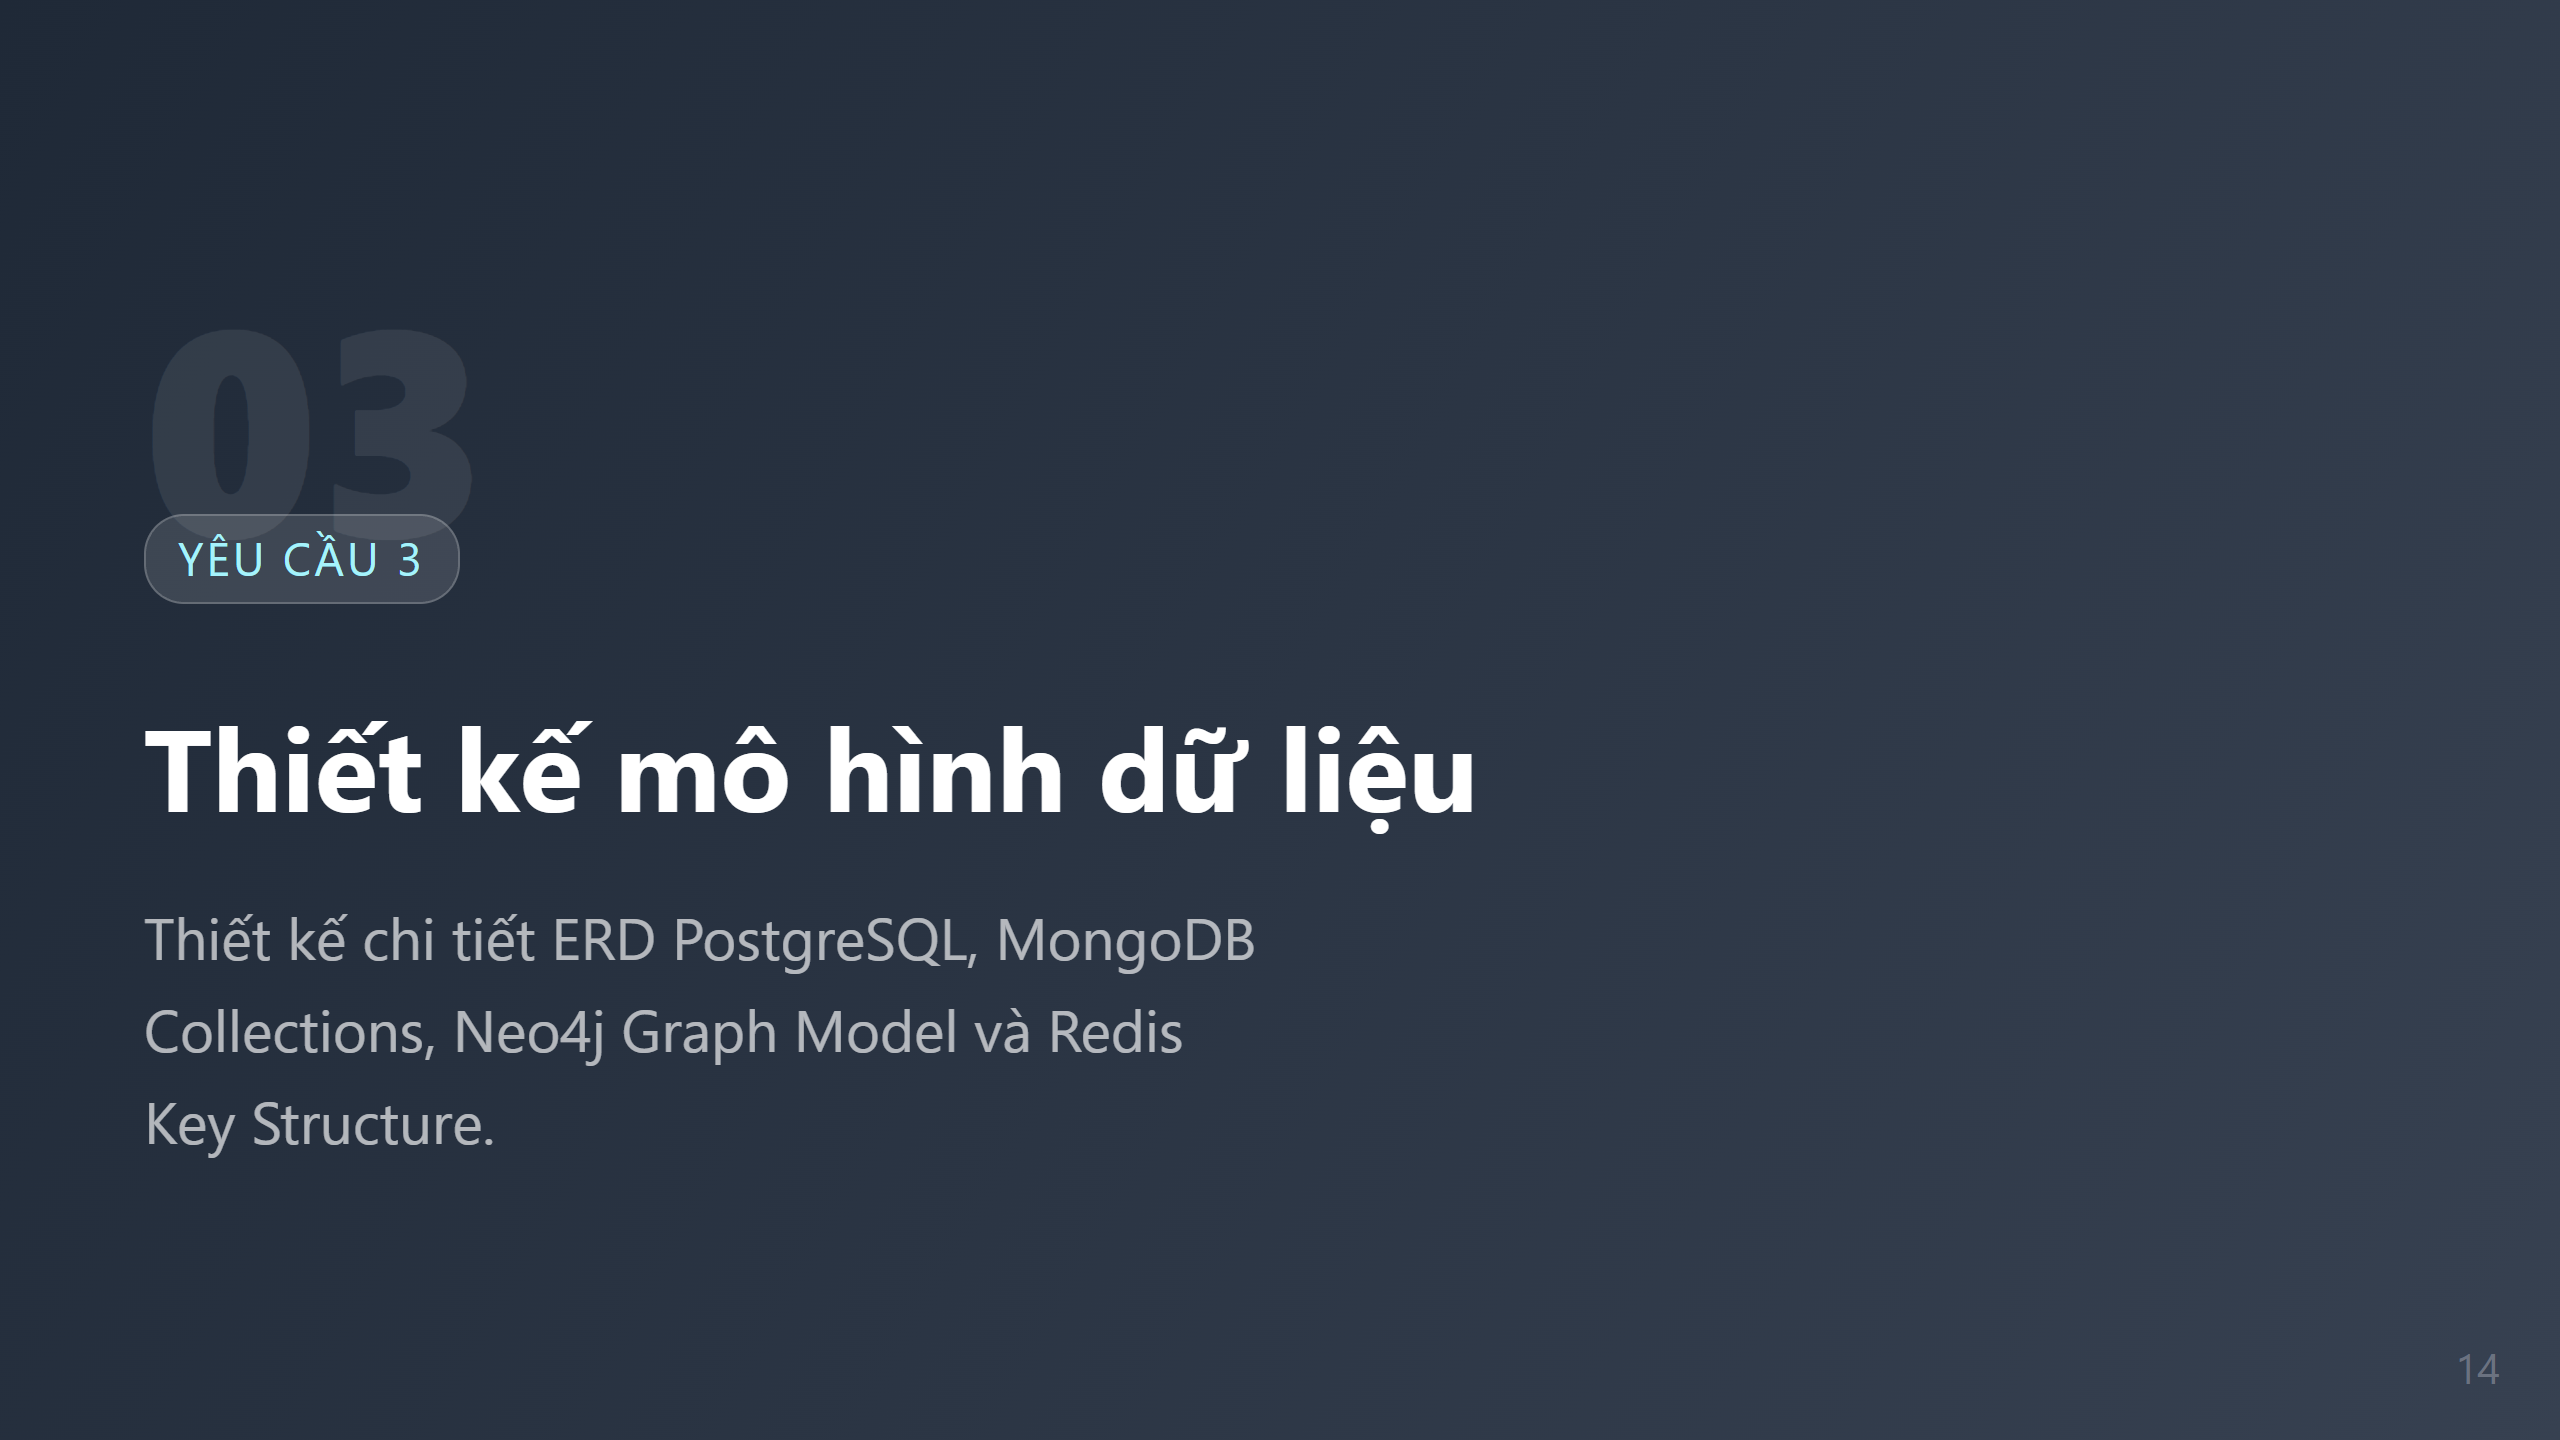 03
YÊU CẦU 3
Thiết kế mô hình dữ liệu
Thiết kế chi tiết ERD PostgreSQL, MongoDB
Collections, Neo4j Graph Model và Redis
Key Structure.
14